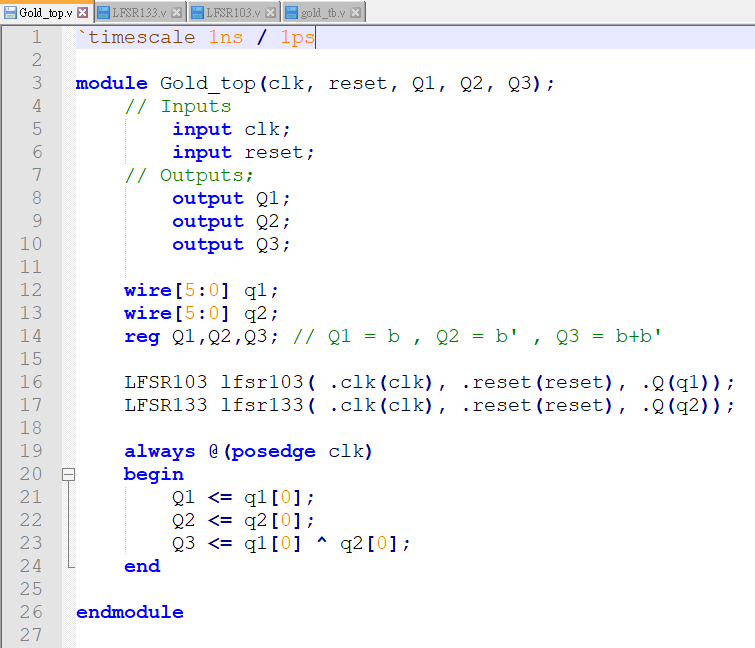 Gold_top.v LFSR133.v LFSR103.v gold_tb.v
1 `timescale 1ns / 1ps
2
3 module Gold_top(clk, reset, Q1, Q2, Q3);
4 // Inputs
5 input clk;
6 input reset;
7 // Outputs;
8 output Q1;
9 output Q2;
10 output Q3;
11
12 wire[5:0] q1;
13 wire[5:0] q2;
14 reg Q1,Q2,Q3; // Q1 = b , Q2 = b' , Q3 = b+b'
15
16 LFSR103 lfsr103( .clk(clk), .reset(reset), .Q(q1));
17 LFSR133 lfsr133( .clk(clk), .reset(reset), .Q(q2));
18
19 always @(posedge clk)
20 begin
21 Q1 <= q1[0];
22 Q2 <= q2[0];
23 Q3 <= q1[0] ^ q2[0];
24 end
25
26 endmodule
27